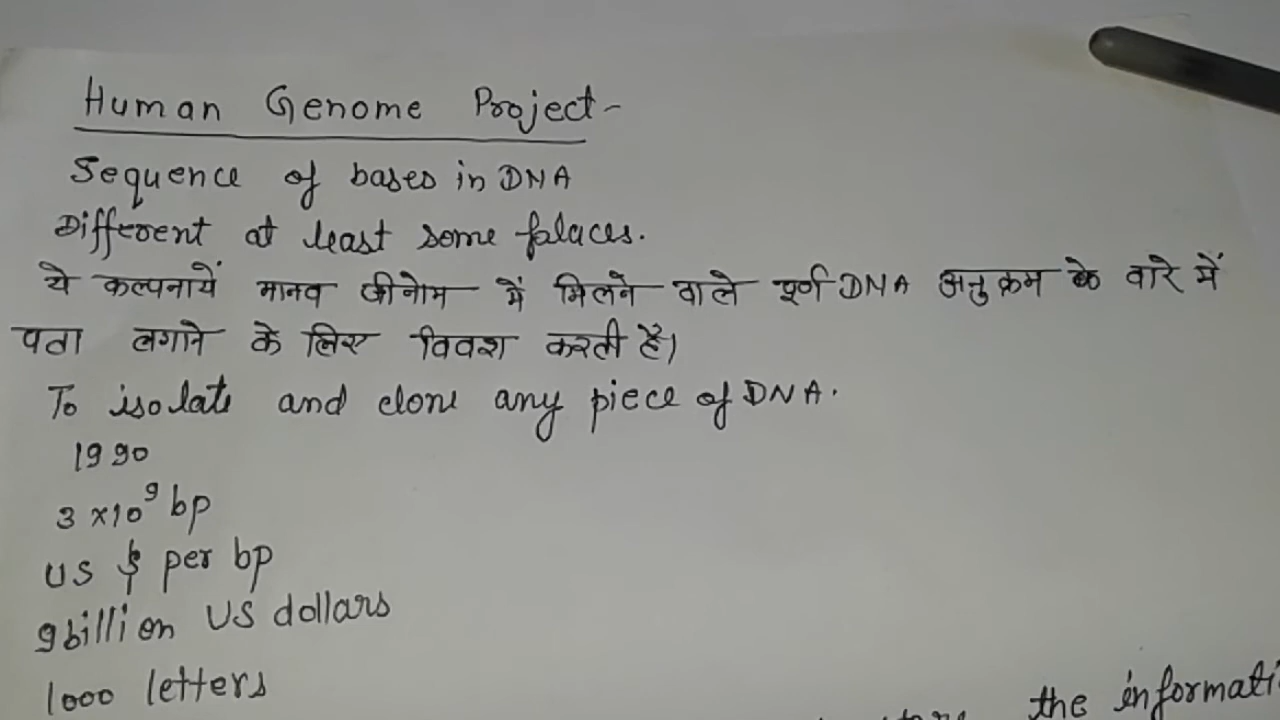 Human Genome Project-
Sequence of bases in DNA
Different at least some places.
ये कल्पनायें मानव जीनोम में मिलने वाले पूर्ण DNA अनुक्रम के वारे में
पता लगाने के लिए विवश करती है।
To isolate and clone any piece of DNA.
1990
3 x10⁹ bp
US $ per bp
9 billion US dollars
1000 letters
the informati